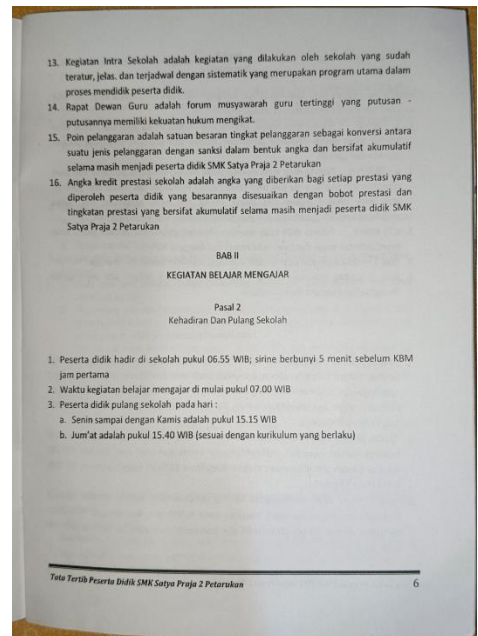 13. Kegiatan Intra Sekolah adalah kegiatan yang dilakukan oleh sekolah yang sudah
teratur, jelas. dan terjadwal dengan sistematik yang merupakan program utama dalam
proses mendidik peserta didik.
14. Rapat Dewan Guru adalah forum musyawarah guru tertinggi yang putusan -
putusannya memiliki kekuatan hukum mengikat.
15. Poin pelanggaran adalah satuan besaran tingkat pelanggaran sebagai konversi antara
suatu jenis pelanggaran dengan sanksi dalam bentuk angka dan bersifat akumulatif
selama masih menjadi peserta didik SMK Satya Praja 2 Petarukan
16. Angka kredit prestasi sekolah adalah angka yang diberikan bagi setiap prestasi yang
diperoleh peserta didik yang besarannya disesuaikan dengan bobot prestasi dan
tingkatan prestasi yang bersifat akumulatif selama masih menjadi peserta didik SMK
Satya Praja 2 Petarukan
BAB II
KEGIATAN BELAJAR MENGAJAR
Pasal 2
Kehadiran Dan Pulang Sekolah
1. Peserta didik hadir di sekolah pukul 06.55 WIB; sirine berbunyi 5 menit sebelum KBM
jam pertama
2. Waktu kegiatan belajar mengajar di mulai pukul 07.00 WIB
3. Peserta didik pulang sekolah pada hari :
a. Senin sampai dengan Kamis adalah pukul 15.15 WIB
b. Jum'at adalah pukul 15.40 WIB (sesuai dengan kurikulum yang berlaku)
Tata Tertib Peserta Didik SMK Satya Praja 2 Petarukan
6